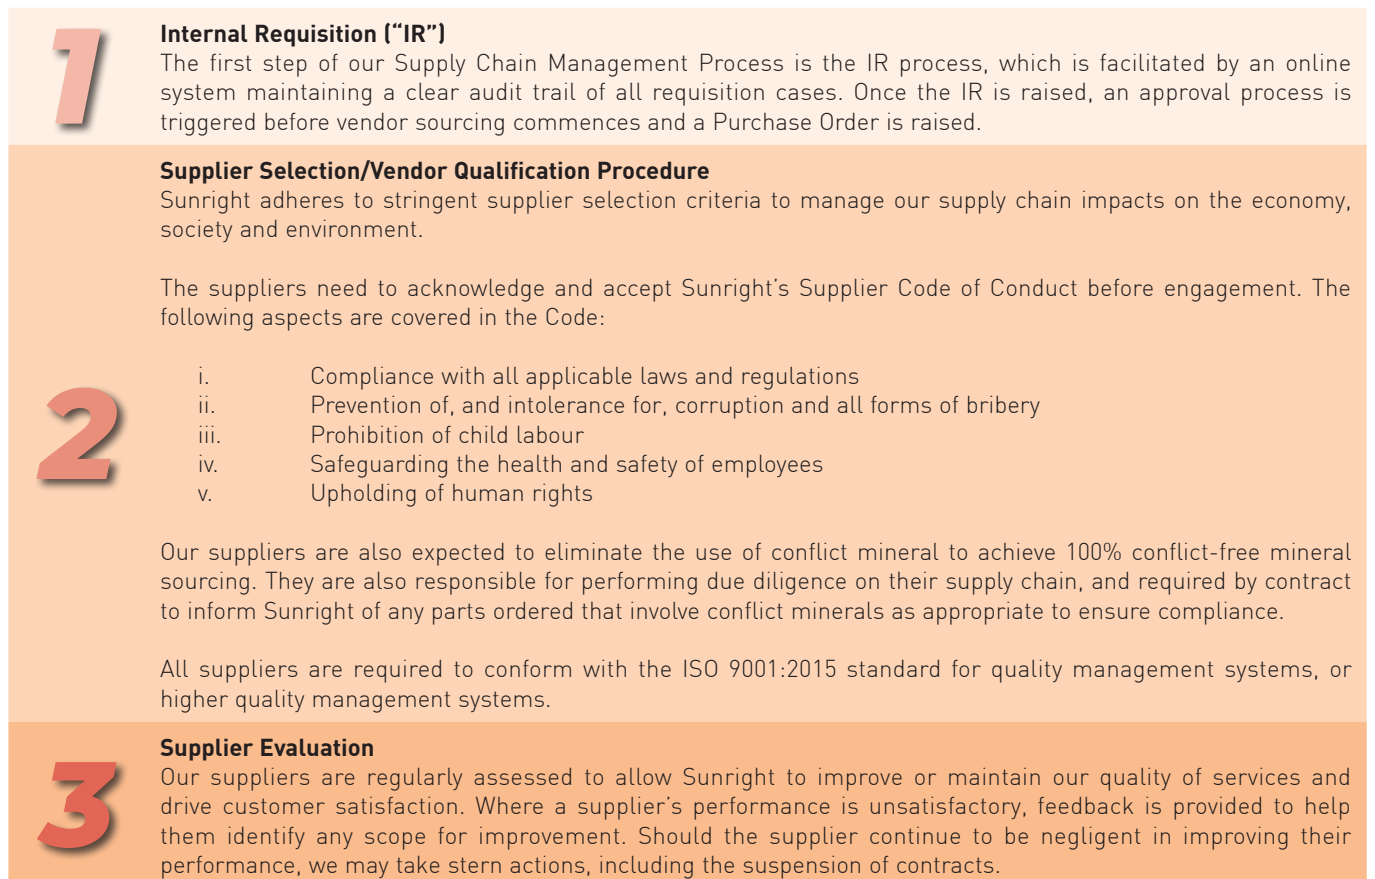 1
Internal Requisition (“IR”)
The first step of our Supply Chain Management Process is the IR process, which is facilitated by an online
system maintaining a clear audit trail of all requisition cases. Once the IR is raised, an approval process is
triggered before vendor sourcing commences and a Purchase Order is raised.
2
Supplier Selection/Vendor Qualification Procedure
Sunright adheres to stringent supplier selection criteria to manage our supply chain impacts on the economy,
society and environment.
The suppliers need to acknowledge and accept Sunright’s Supplier Code of Conduct before engagement. The
following aspects are covered in the Code:
i. Compliance with all applicable laws and regulations
ii. Prevention of, and intolerance for, corruption and all forms of bribery
iii. Prohibition of child labour
iv. Safeguarding the health and safety of employees
v. Upholding of human rights
Our suppliers are also expected to eliminate the use of conflict mineral to achieve 100% conflict-free mineral
sourcing. They are also responsible for performing due diligence on their supply chain, and required by contract
to inform Sunright of any parts ordered that involve conflict minerals as appropriate to ensure compliance.
All suppliers are required to conform with the ISO 9001:2015 standard for quality management systems, or
higher quality management systems.
3
Supplier Evaluation
Our suppliers are regularly assessed to allow Sunright to improve or maintain our quality of services and
drive customer satisfaction. Where a supplier’s performance is unsatisfactory, feedback is provided to help
them identify any scope for improvement. Should the supplier continue to be negligent in improving their
performance, we may take stern actions, including the suspension of contracts.